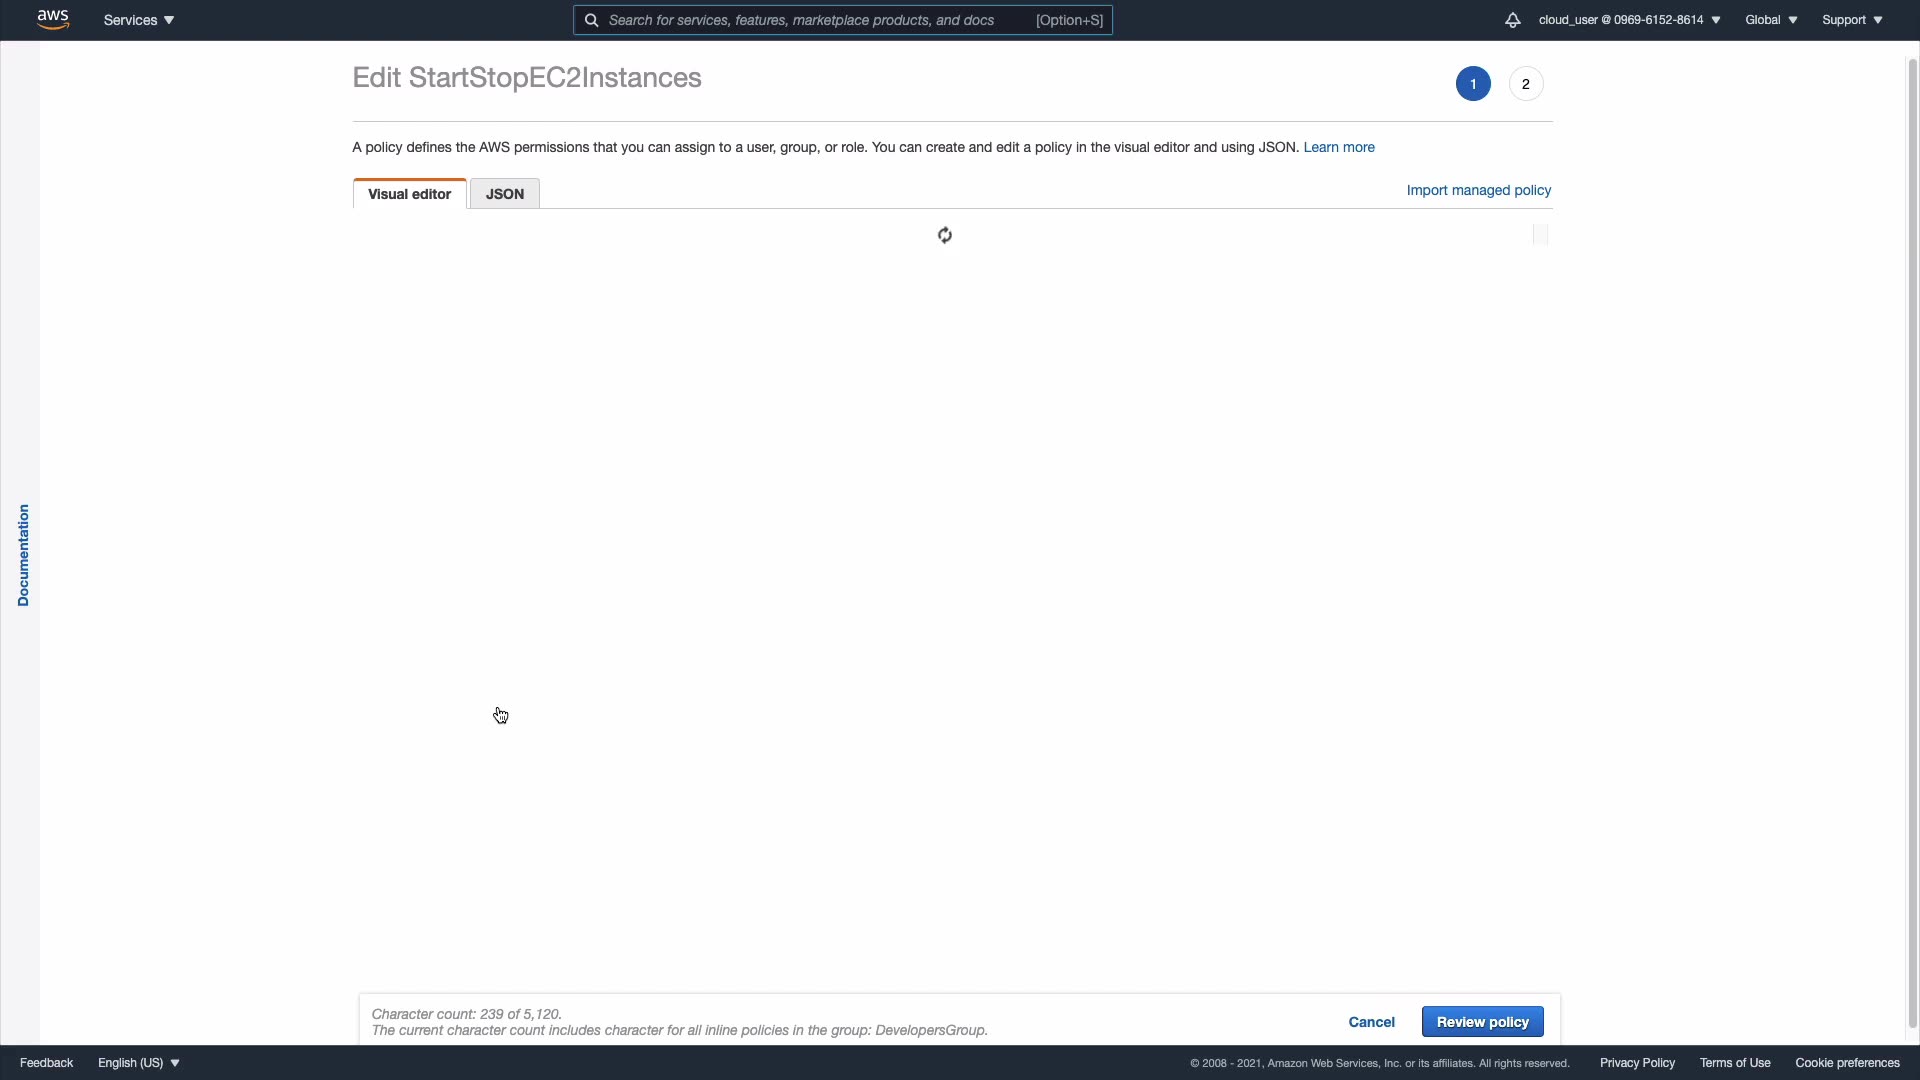 aws
Services ▼
Search for services, features, marketplace products, and docs [Option+S]
cloud_user @ 0969-6152-8614 ▼
Global ▼
Support ▼
Edit StartStopEC2Instances
1
2
A policy defines the AWS permissions that you can assign to a user, group, or role. You can create and edit a policy in the visual editor and using JSON. Learn more
Visual editor
JSON
Import managed policy
Documentation
Character count: 239 of 5,120.
The current character count includes character for all inline policies in the group: DevelopersGroup.
Cancel
Review policy
Feedback
English (US) ▼
© 2008 - 2021, Amazon Web Services, Inc. or its affiliates. All rights reserved.
Privacy Policy
Terms of Use
Cookie preferences